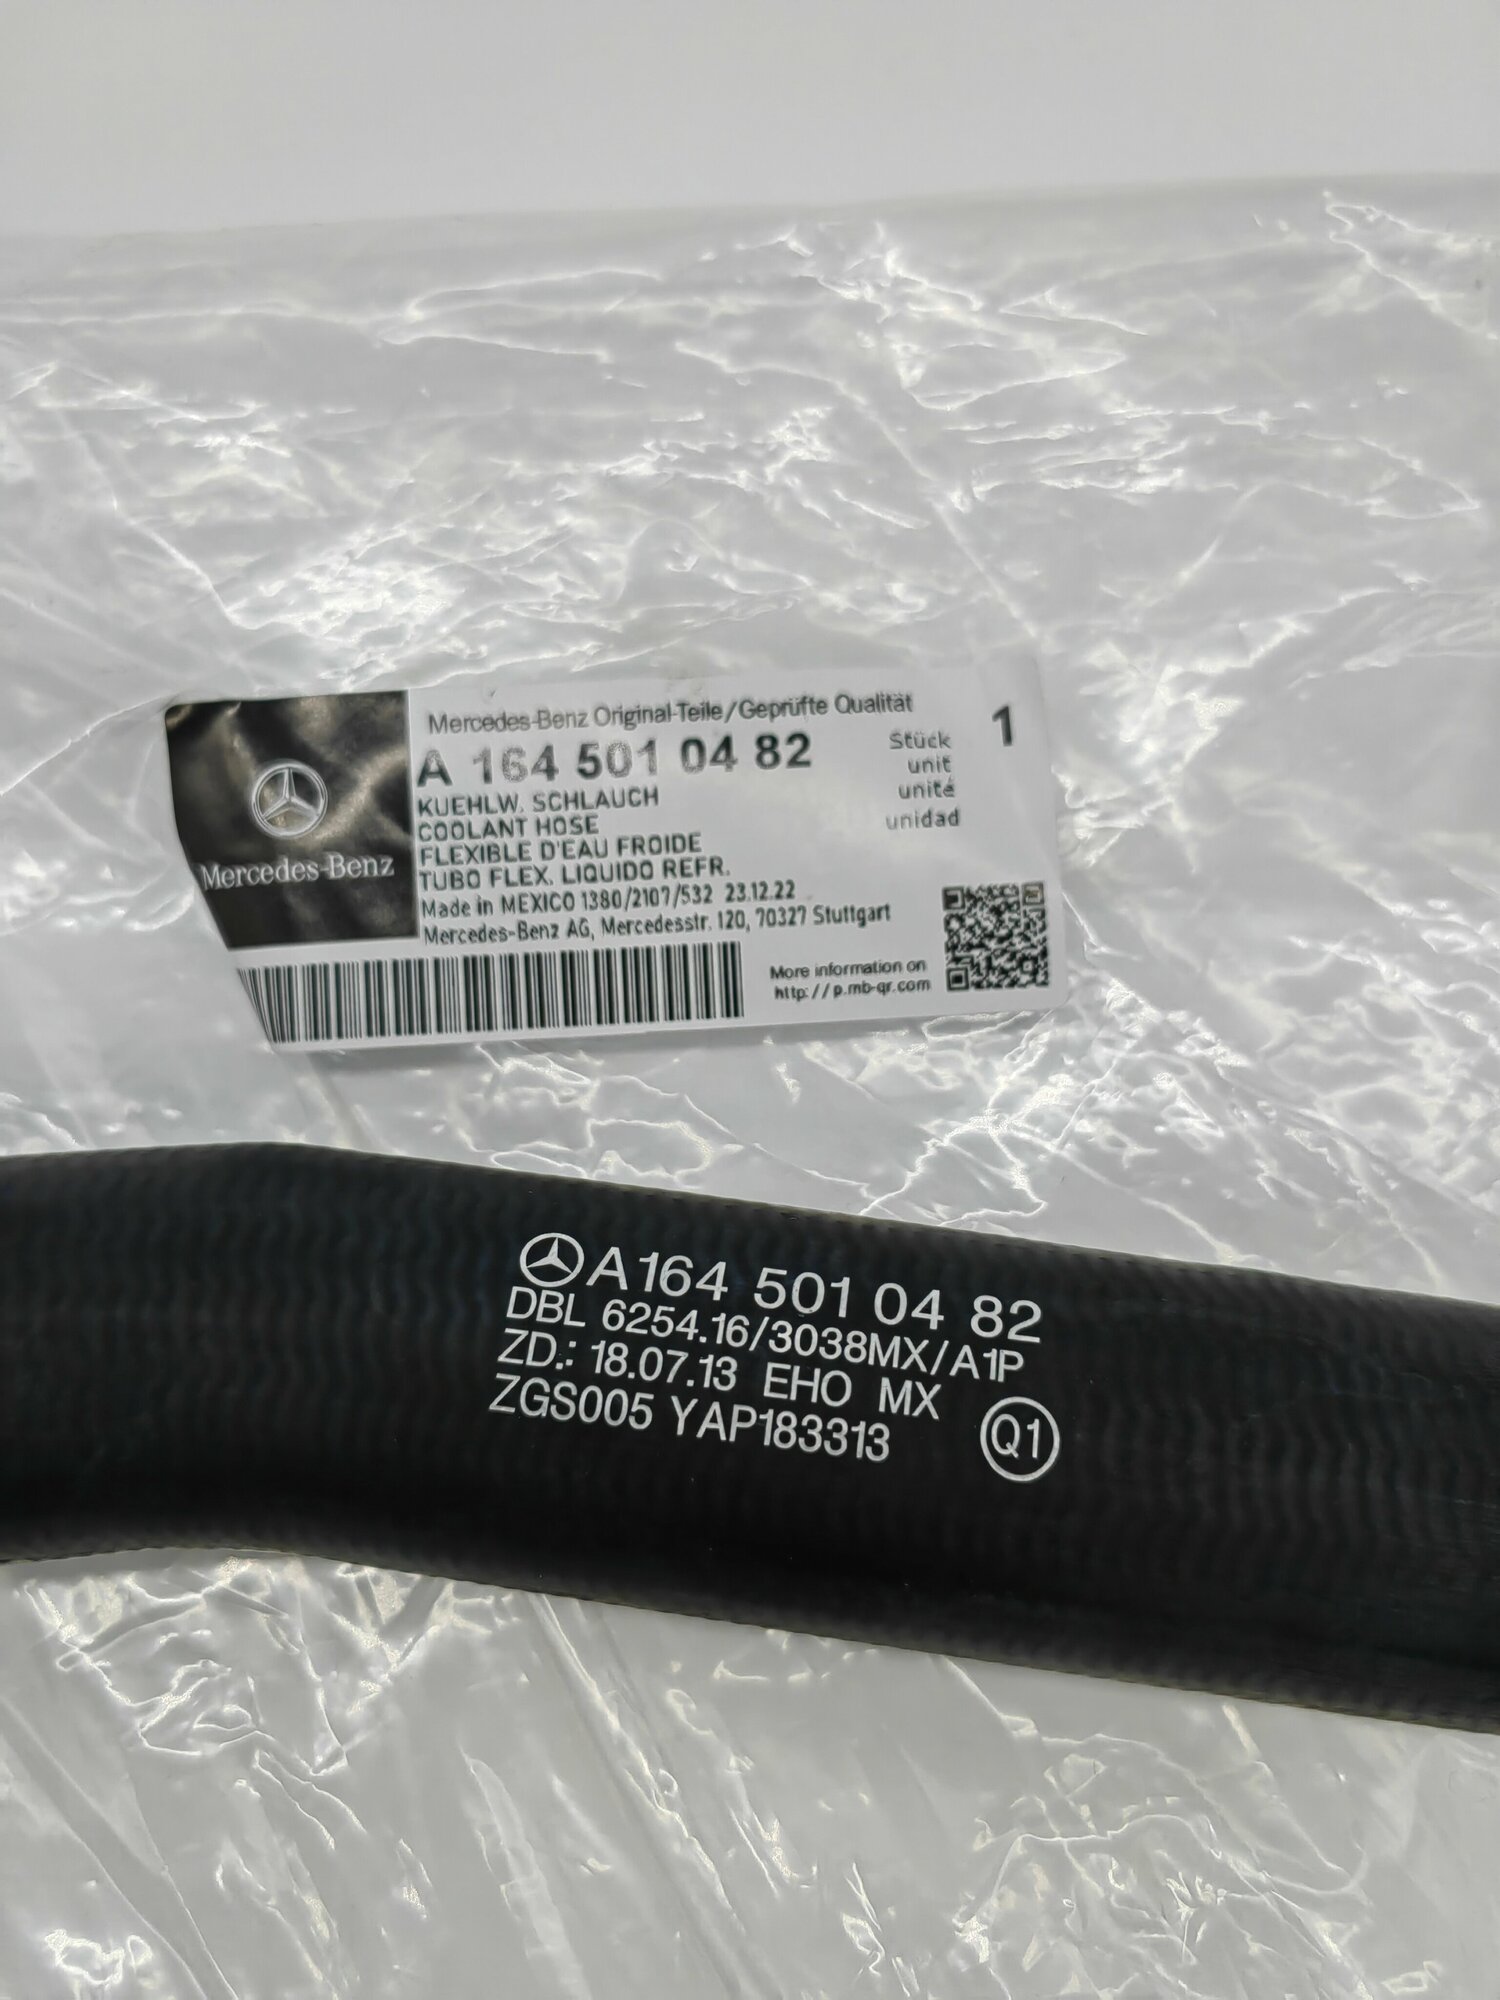 Mercedes-Benz
Mercedes-Benz Original-Teile/Geprüfte Qualität
A 164 501 04 82
KUEHLW. SCHLAUCH
COOLANT HOSE
FLEXIBLE D'EAU FROIDE
TUBO FLEX. LIQUIDO REFR.
Made in MEXICO 1380/2107/532 23.12.22
Mercedes-Benz AG, Mercedesstr. 120, 70327 Stuttgart
Stück 1
unit
unité
unidad
More information on
http://p.mb-qr.com
A 164 501 04 82
DBL 6254.16/3038MX/A1P
ZD.: 18.07.13 EHO MX
ZGS005 YAP183313
Q1